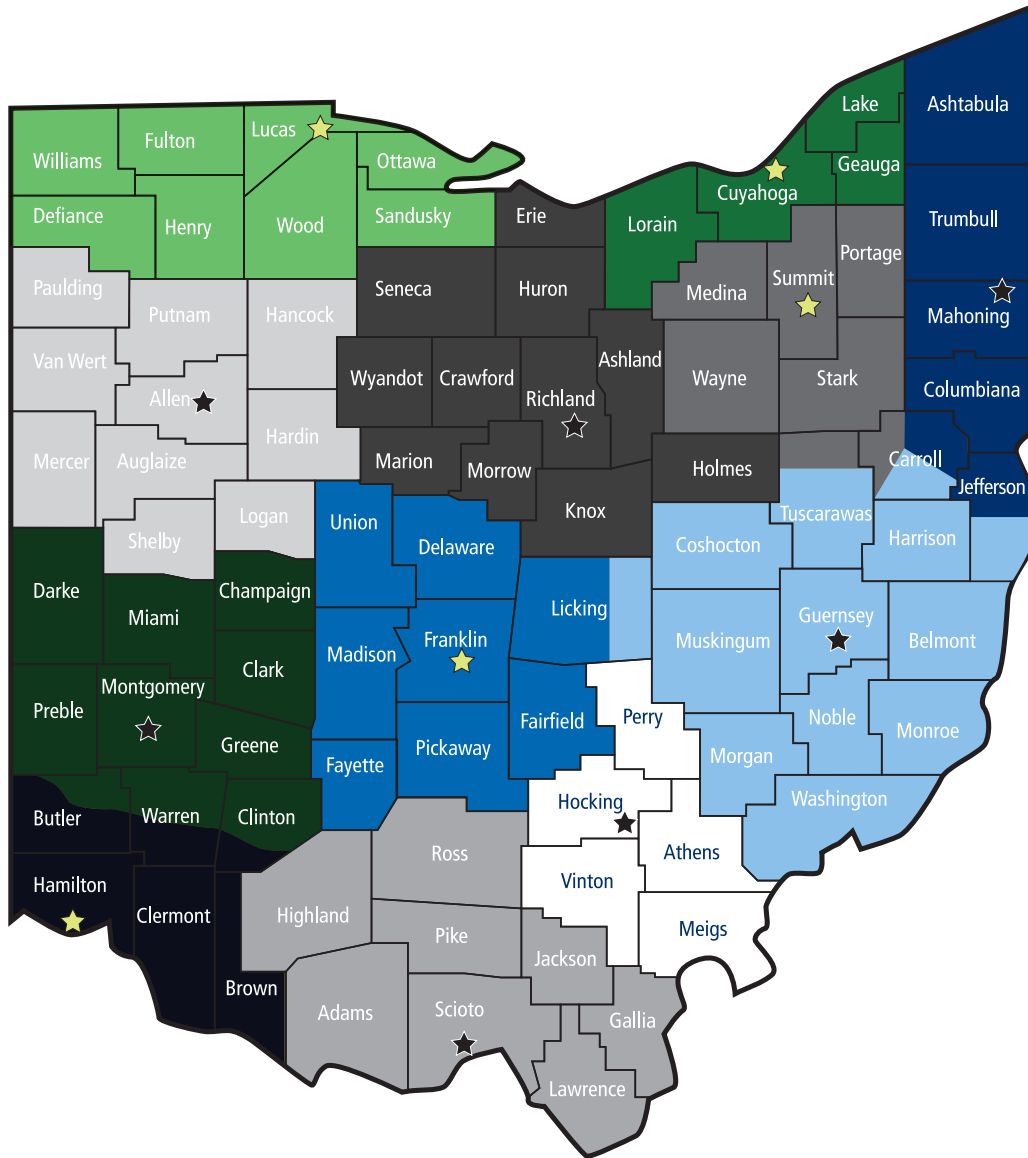 Lake
Ashtabula
Geauga
Fulton
Lucas
Williams
Ottawa
Cuyahoga
Defiance
Henry
Wood
Sandusky
Erie
Lorain
Trumbull
Portage
Summit
Medina
Mahoning
Paulding
Putnam
Hancock
Seneca
Huron
Van Wert
Allen
Wyandot
Crawford
Richland
Ashland
Wayne
Stark
Columbiana
Mercer
Auglaize
Hardin
Marion
Morrow
Holmes
Carroll
Jefferson
Knox
Shelby
Logan
Union
Delaware
Coshocton
Tuscarawas
Harrison
Darke
Miami
Champaign
Licking
Guernsey
Belmont
Muskingum
Franklin
Madison
Clark
Montgomery
Preble
Greene
Fairfield
Perry
Noble
Monroe
Pickaway
Fayette
Morgan
Washington
Butler
Warren
Clinton
Hocking
Ross
Athens
Hamilton
Vinton
Clermont
Highland
Pike
Jackson
Meigs
Brown
Adams
Scioto
Gallia
Lawrence